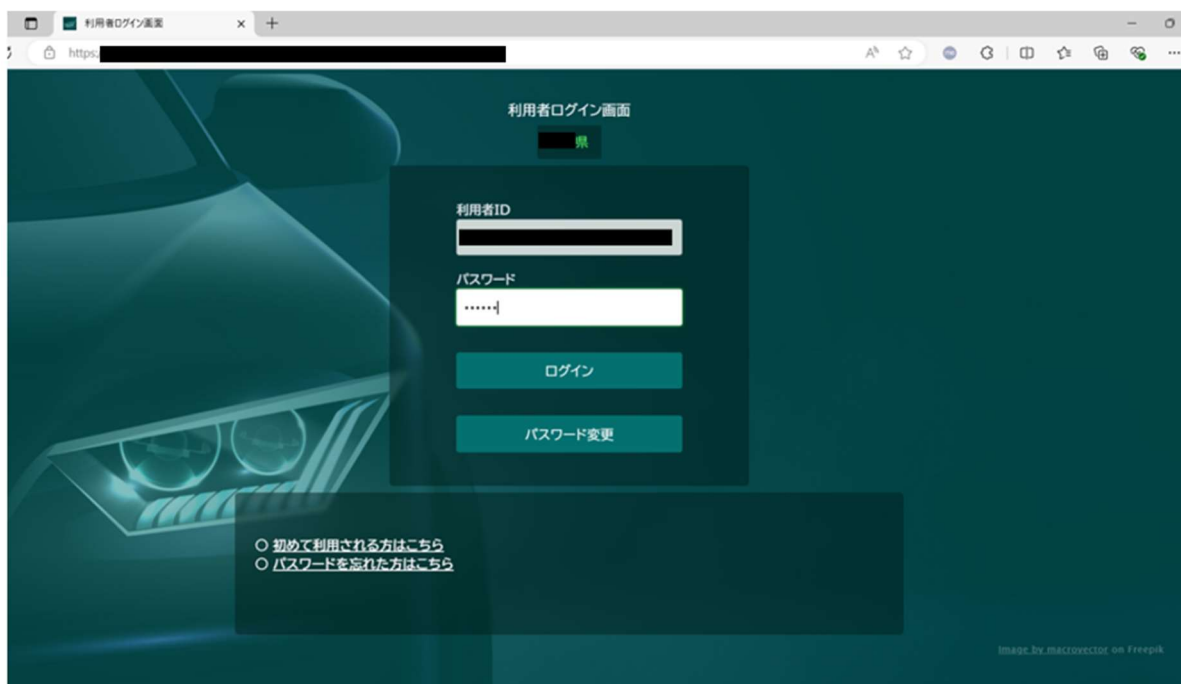 利用者ログイン画面
https:
利用者ログイン画面
県
利用者ID
パスワード
ログイン
パスワード変更
○ 初めて利用される方はこちら
○ パスワードを忘れた方はこちら
Image by macrovector on Freepik